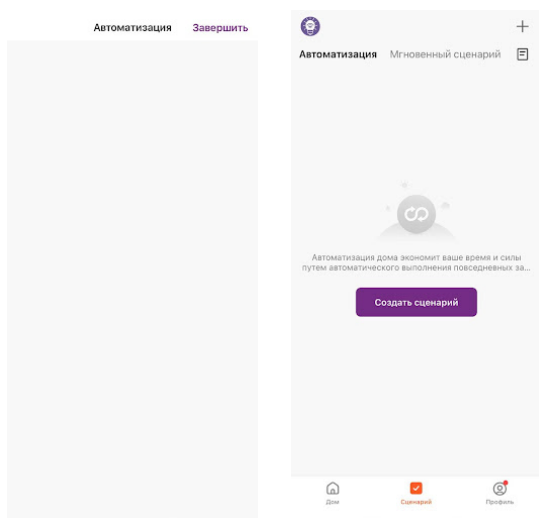 Автоматизация Завершить
Автоматизация Мгновенный сценарий
Автоматизация дома экономит ваше время и силы
путем автоматического выполнения повседневных за...
Создать сценарий
Дом Сценарий Профиль